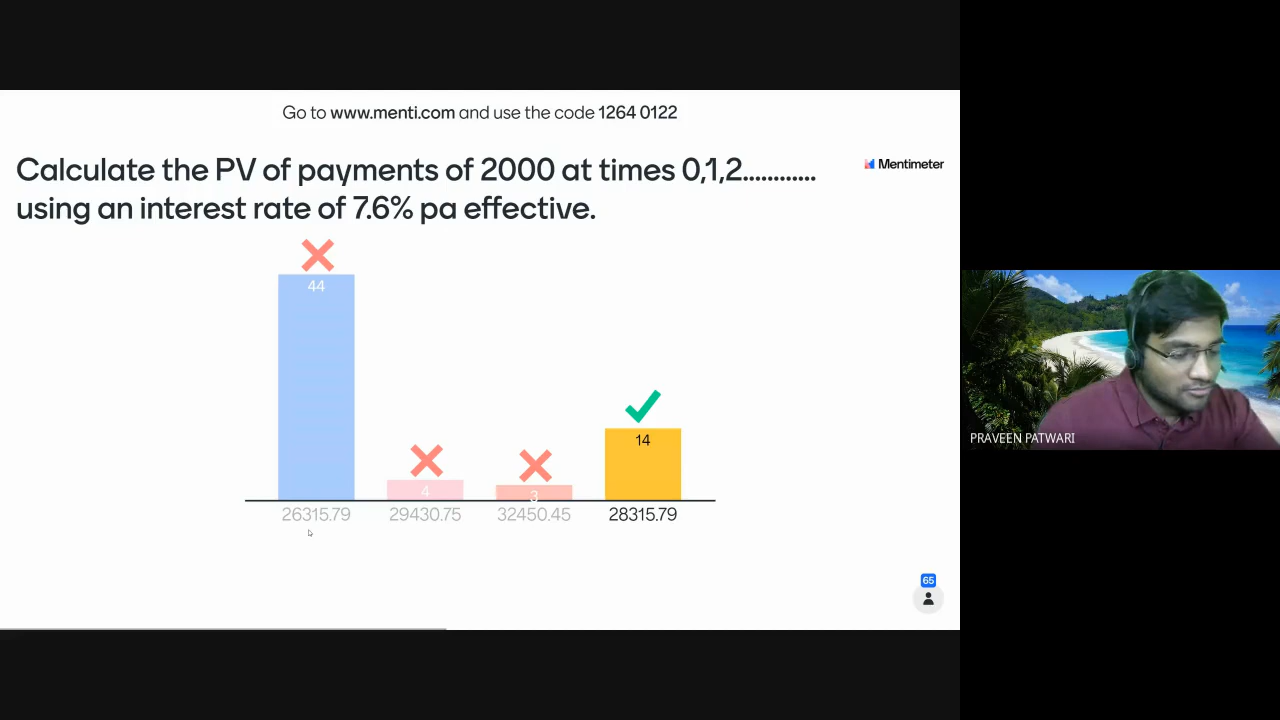 Go to www.menti.com and use the code 1264 0122
Calculate the PV of payments of 2000 at times 0,1,2............
using an interest rate of 7.6% pa effective.
Mentimeter
44
4
3
14
26315.79 29430.75 32450.45 28315.79
65
PRAVEEN PATWARI